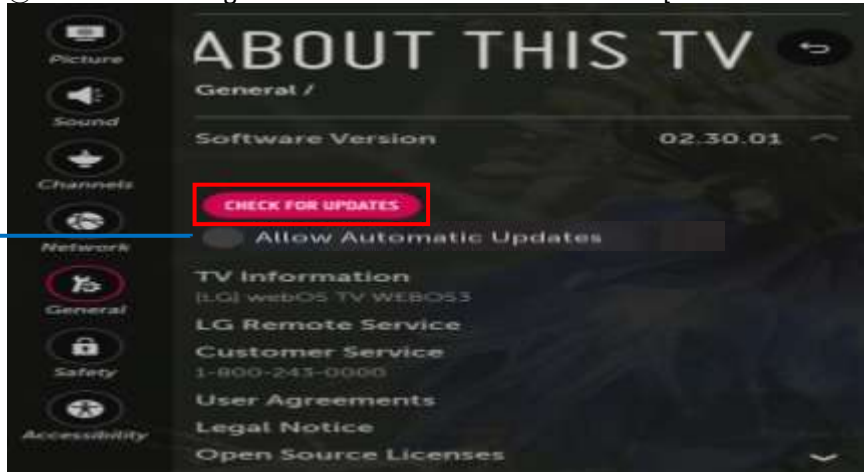 ABOUT THIS TV
General /
Picture
Sound
Channels
Network
General
Safety
Accessibility
Software Version 02.30.01
CHECK FOR UPDATES
Allow Automatic Updates
TV Information
[LG] webOS TV WEBOS3
LG Remote Service
Customer Service
1-800-243-0000
User Agreements
Legal Notice
Open Source Licenses